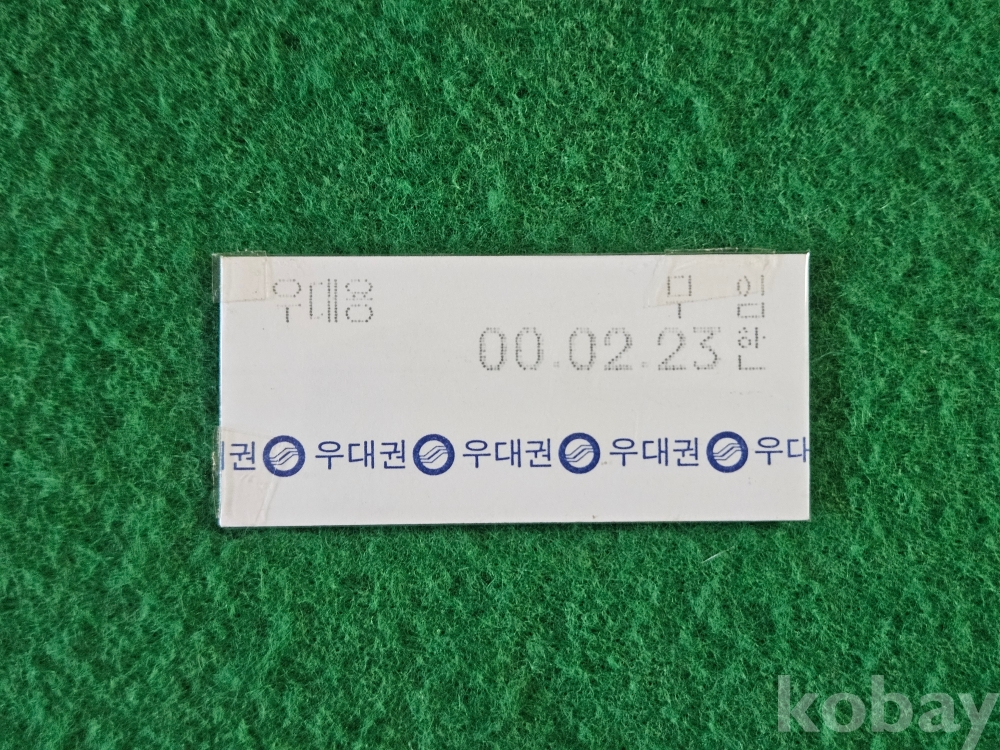 우대용 무 임
00.02.23 한
권 우대권 우대권 우대권 우대
kobay